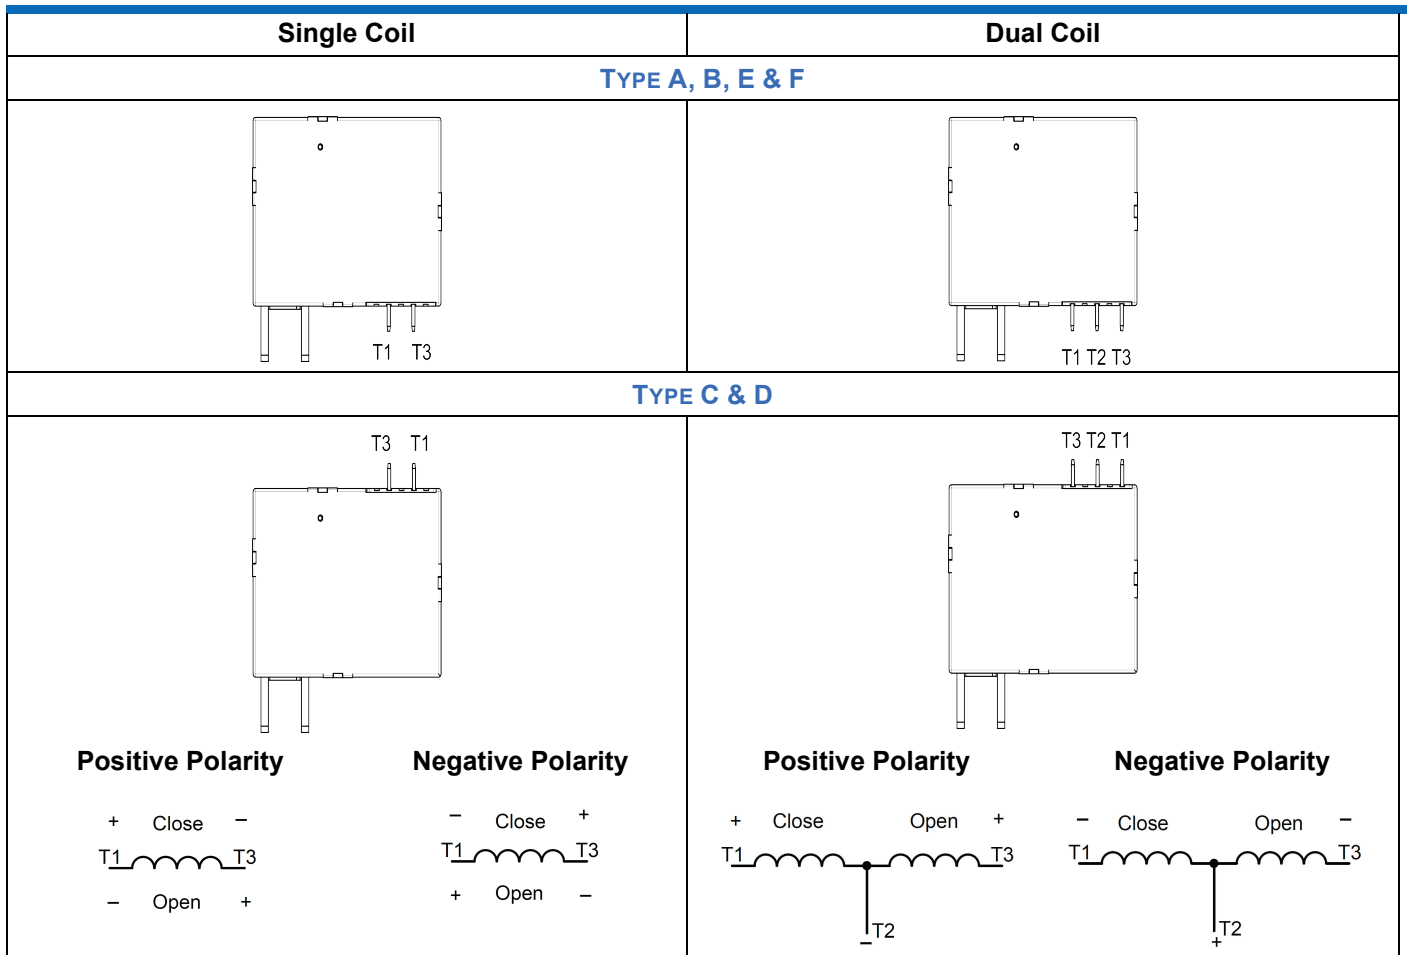 Single Coil Dual Coil
TYPE A, B, E & F
T1 T3 T1 T2 T3
TYPE C & D
T3 T1 T3 T2 T1
Positive Polarity Negative Polarity Positive Polarity Negative Polarity
+ Close − − Close + + Close Open + − Close Open −
T1 T3 T1 T3 T1 T3 T1 T3
− Open + + Open −
T2 T2
− +